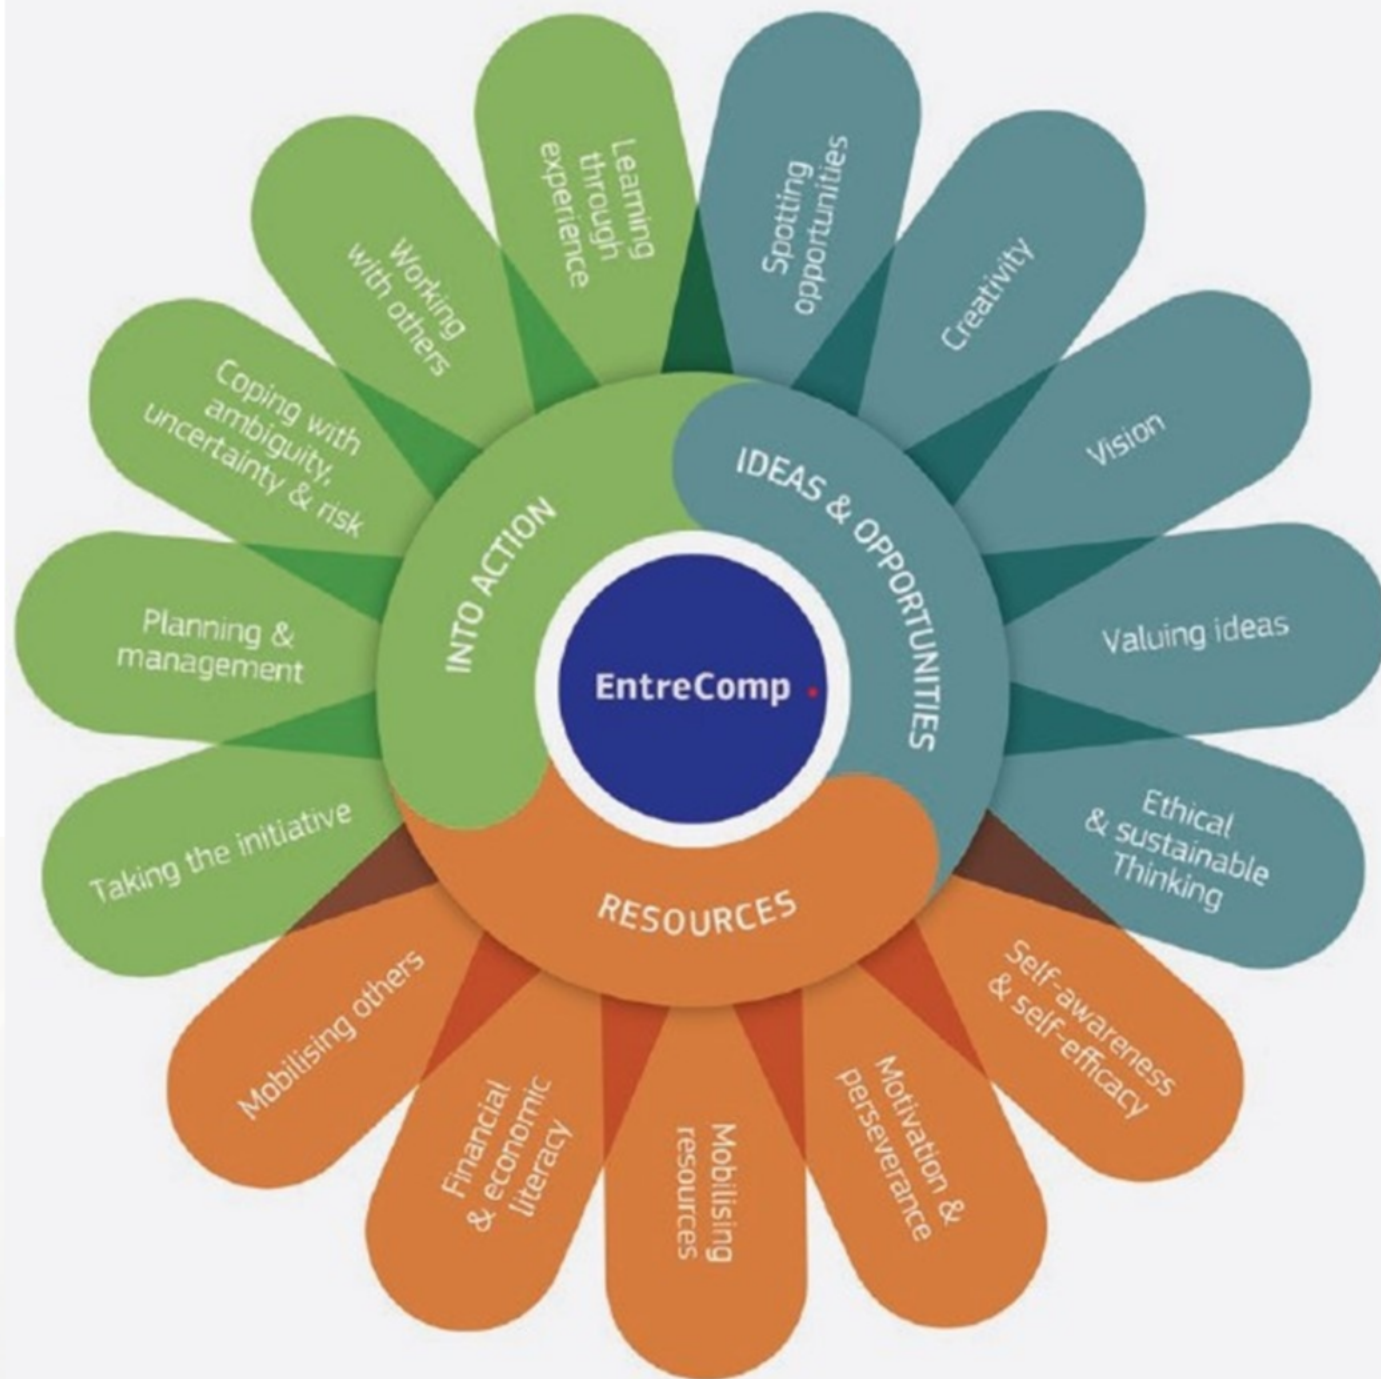 EntreComp
IDEAS & OPPORTUNITIES
Spotting
opportunities
Creativity
Vision
Valuing ideas
Ethical
& sustainable
Thinking
RESOURCES
Self-awareness
& self-efficacy
Motivation &
perseverance
Mobilising
resources
Financial
& economic
literacy
Mobilising others
INTO ACTION
Taking the initiative
Planning &
management
Coping with
ambiguity,
uncertainty & risk
Working
with others
Learning
through
experience